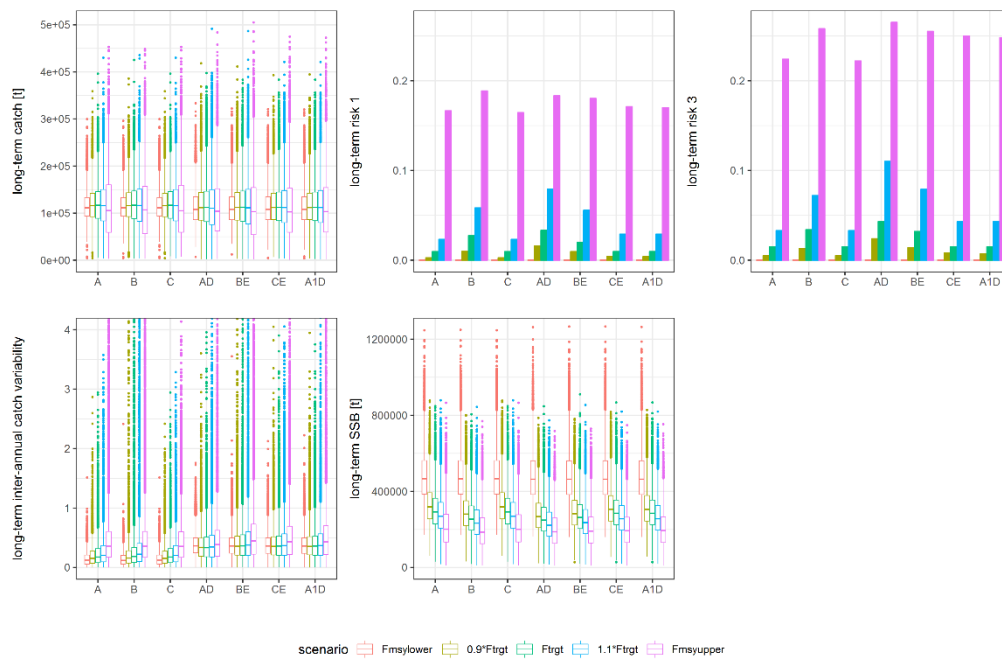 long-term catch [t]
5e+05
4e+05
3e+05
2e+05
1e+05
0e+00
A B C AD BE CE A1D
long-term risk 1
0.2
0.1
0.0
A B C AD BE CE A1D
long-term risk 3
0.2
0.1
0.0
A B C AD BE CE A1D
long-term inter-annual catch variability
4
3
2
1
0
A B C AD BE CE A1D
long-term SSB [t]
1200000
800000
400000
0
A B C AD BE CE A1D
scenario Fmsylower 0.9*Ftrgt Ftrgt 1.1*Ftrgt Fmsyupper